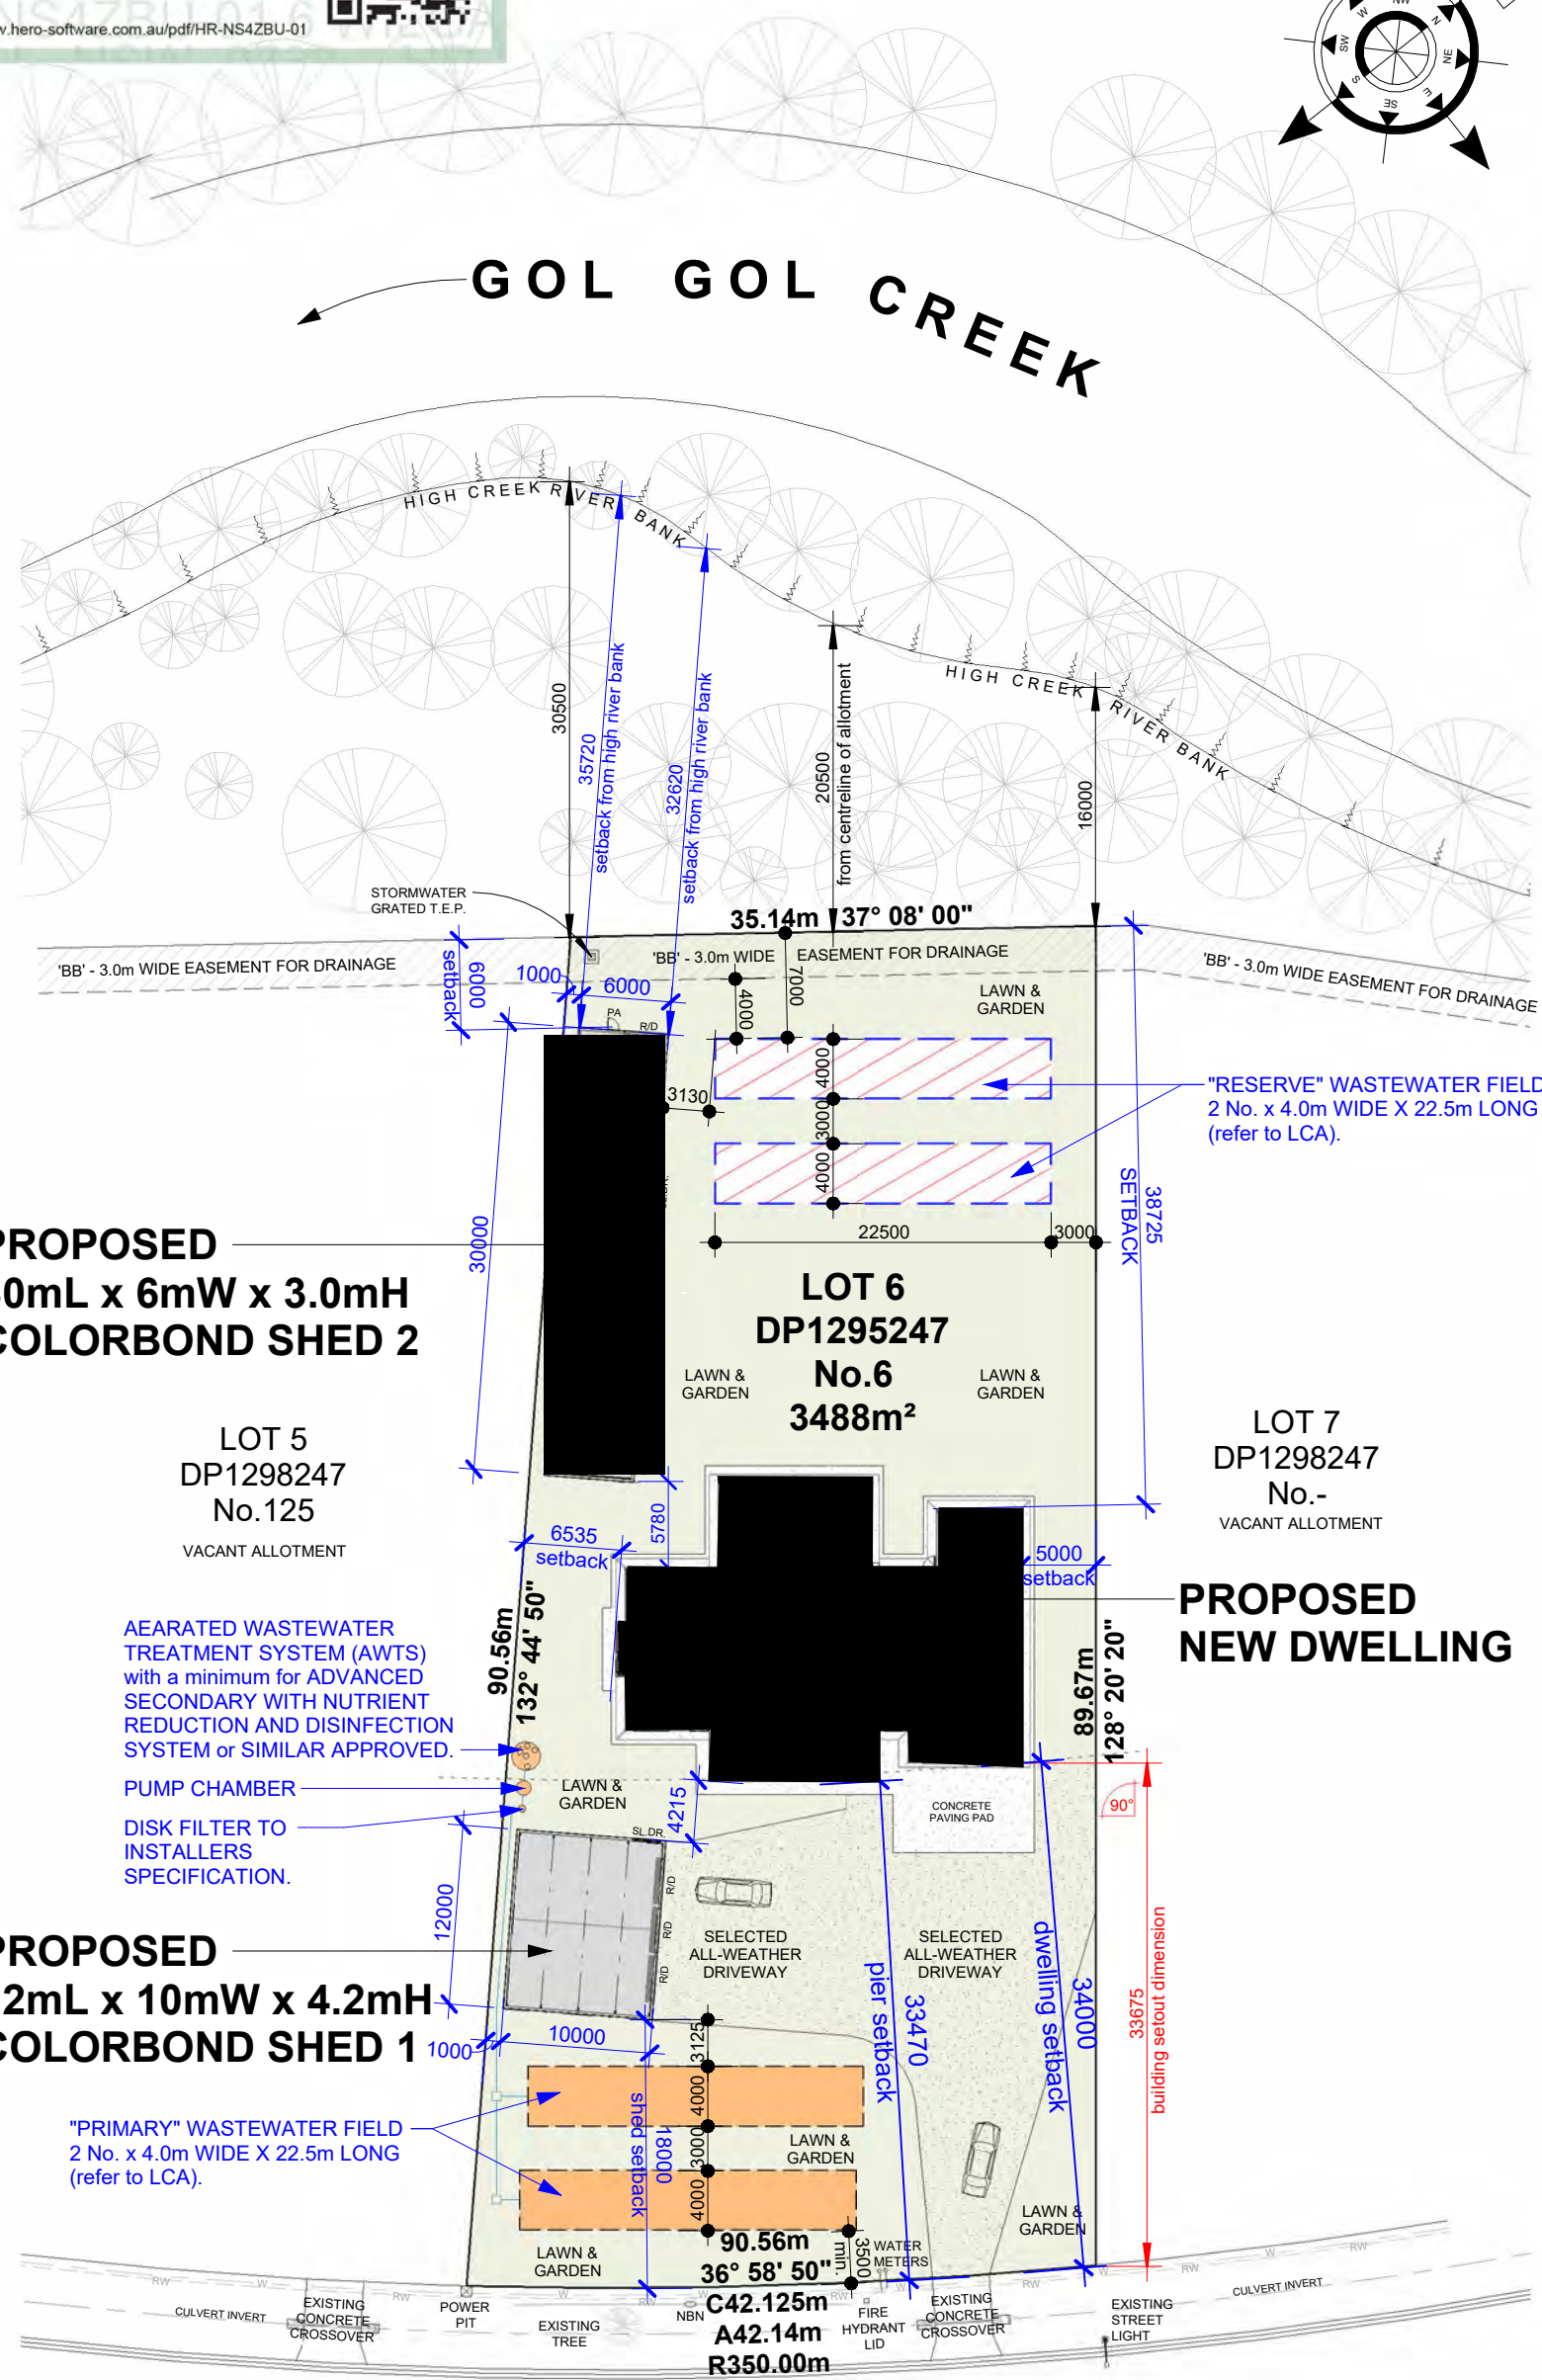 w.hero-software.com.au/pdf/HR-NS4ZBU-01
NW
N
NE
E
SE
S
SW
W
GOL GOL CREEK
HIGH CREEK RIVER BANK
HIGH CREEK RIVER BANK
30500
35720
setback from high river bank
32620
setback from high river bank
20500
from centreline of allotment
16000
STORMWATER
GRATED T.E.P.
35.14m 37° 08' 00"
'BB' - 3.0m WIDE EASEMENT FOR DRAINAGE
'BB' - 3.0m WIDE EASEMENT FOR DRAINAGE
'BB' - 3.0m WIDE EASEMENT FOR DRAINAGE
6000
setback
1000
6000
PA
R/D
4000
7000
LAWN &
GARDEN
3130
4000
3000
4000
"RESERVE" WASTEWATER FIELD
2 No. x 4.0m WIDE X 22.5m LONG
(refer to LCA).
22500
3000
38725
SETBACK
30000
PROPOSED
0mL x 6mW x 3.0mH
COLORBOND SHED 2
LOT 6
DP1295247
No.6
3488m²
LAWN &
GARDEN
LAWN &
GARDEN
LOT 5
DP1298247
No.125
VACANT ALLOTMENT
LOT 7
DP1298247
No.-
VACANT ALLOTMENT
5780
6535
setback
5000
setback
PROPOSED
NEW DWELLING
90.56m
132° 44' 50"
89.67m
128° 20' 20"
AEARATED WASTEWATER
TREATMENT SYSTEM (AWTS)
with a minimum for ADVANCED
SECONDARY WITH NUTRIENT
REDUCTION AND DISINFECTION
SYSTEM or SIMILAR APPROVED.
PUMP CHAMBER
DISK FILTER TO
INSTALLERS
SPECIFICATION.
LAWN &
GARDEN
4215
SL.DR.
CONCRETE
PAVING PAD
90°
12000
R/D
R/D
R/D
SELECTED
ALL-WEATHER
DRIVEWAY
SELECTED
ALL-WEATHER
DRIVEWAY
PROPOSED
2mL x 10mW x 4.2mH
COLORBOND SHED 1
1000
10000
3125
4000
3000
4000
shed setback
18000
pier setback
33470
dwelling setback
34000
33675
building setout dimension
"PRIMARY" WASTEWATER FIELD
2 No. x 4.0m WIDE X 22.5m LONG
(refer to LCA).
LAWN &
GARDEN
LAWN &
GARDEN
LAWN &
GARDEN
3500
min.
WATER
METERS
90.56m
36° 58' 50"
C42.125m
A42.14m
R350.00m
RW
W
RW
W
RW
W
RW
W
RW
W
RW
CULVERT INVERT
EXISTING
CONCRETE
CROSSOVER
POWER
PIT
EXISTING
TREE
NBN
FIRE
HYDRANT
LID
EXISTING
CONCRETE
CROSSOVER
EXISTING
STREET
LIGHT
CULVERT INVERT